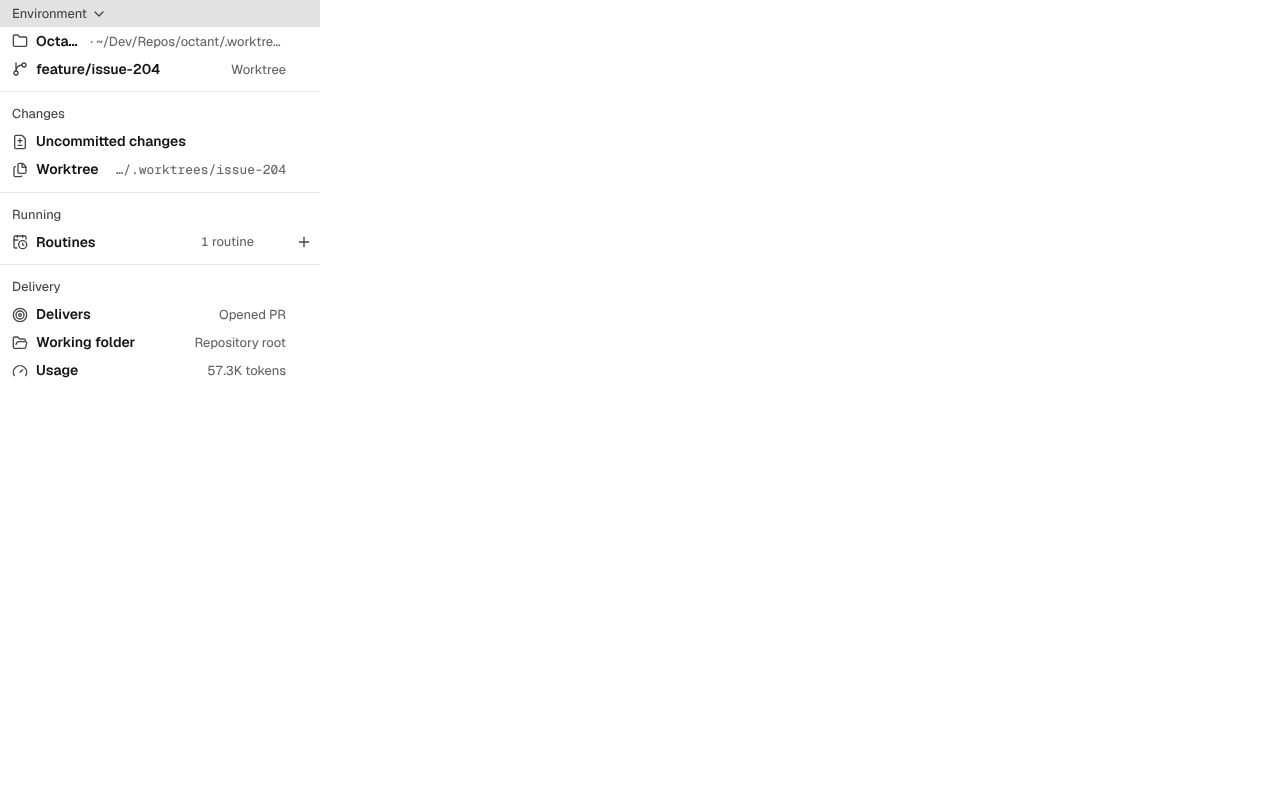 Environment
Octa... · ~/Dev/Repos/octant/.worktre...
feature/issue-204 Worktree
Changes
Uncommitted changes
Worktree …/.worktrees/issue-204
Running
Routines 1 routine
Delivery
Delivers Opened PR
Working folder Repository root
Usage 57.3K tokens